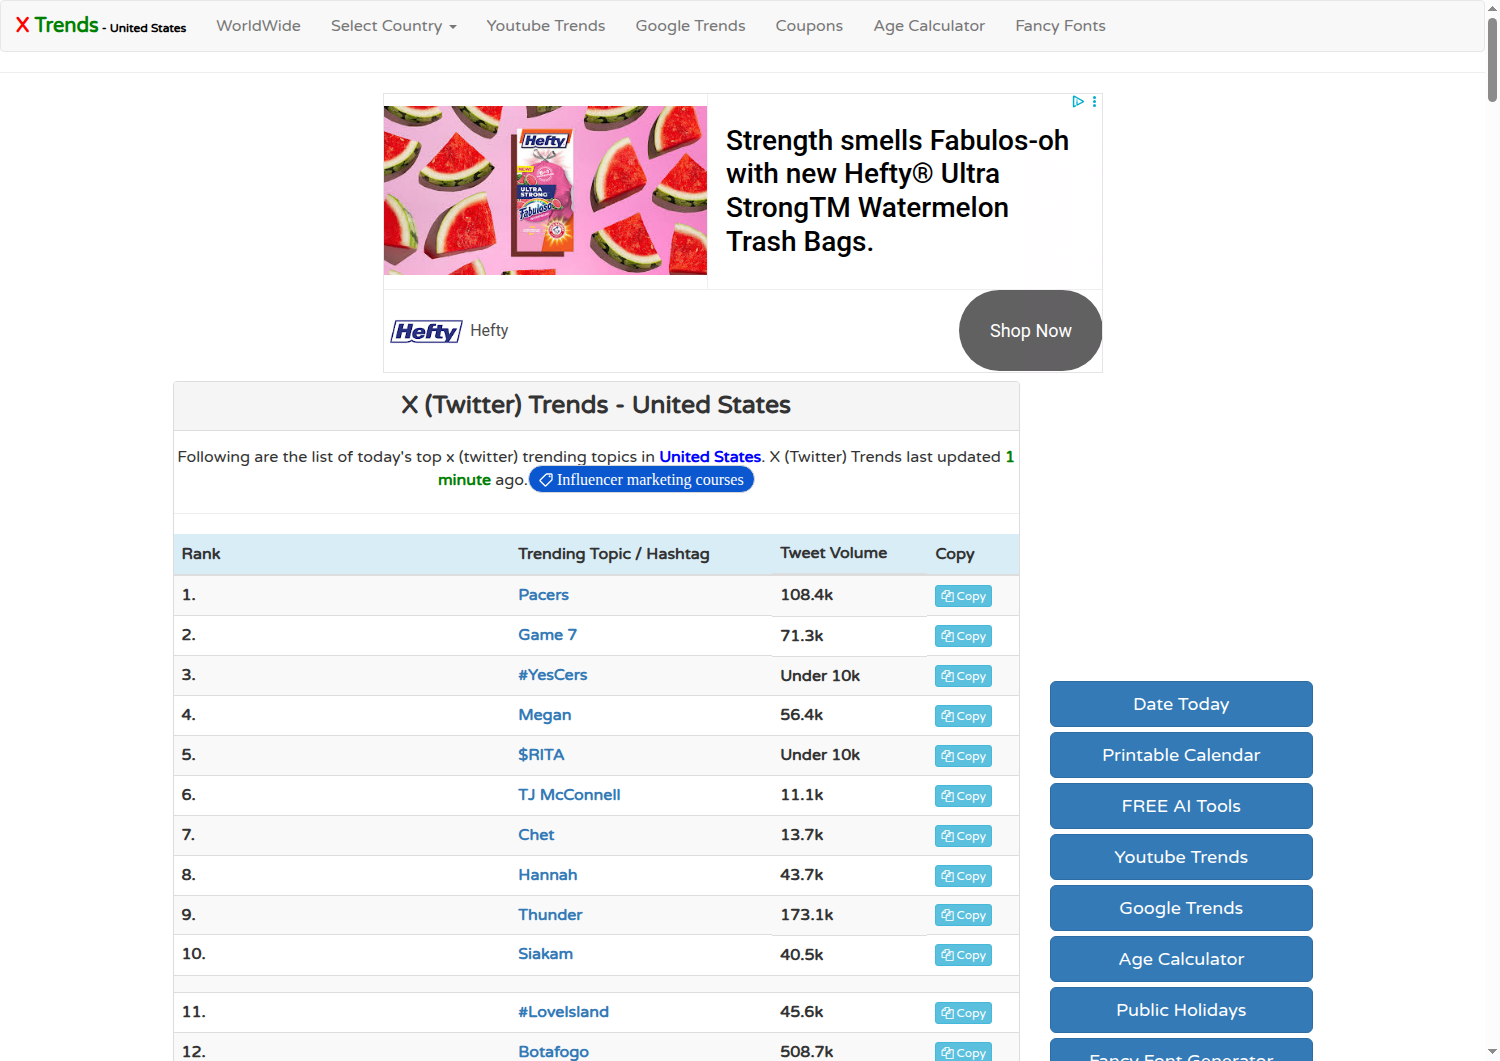 X Trends - United States WorldWide Select Country Youtube Trends Google Trends Coupons Age Calculator Fancy Fonts
Hefty
NEW!
ULTRA
STRONG
Fabuloso
ARM & HAMMER
Strength smells Fabulos-oh
with new Hefty® Ultra
StrongTM Watermelon
Trash Bags.
Hefty Hefty
Shop Now
X (Twitter) Trends - United States
Following are the list of today's top x (twitter) trending topics in United States. X (Twitter) Trends last updated 1
minute ago. Influencer marketing courses
Rank Trending Topic / Hashtag Tweet Volume Copy
1. Pacers 108.4k Copy
2. Game 7 71.3k Copy
3. #YesCers Under 10k Copy
4. Megan 56.4k Copy
5. $RITA Under 10k Copy
6. TJ McConnell 11.1k Copy
7. Chet 13.7k Copy
8. Hannah 43.7k Copy
9. Thunder 173.1k Copy
10. Siakam 40.5k Copy
11. #LoveIsland 45.6k Copy
12. Botafogo 508.7k Copy
Date Today
Printable Calendar
FREE AI Tools
Youtube Trends
Google Trends
Age Calculator
Public Holidays
Fancy Font Generator